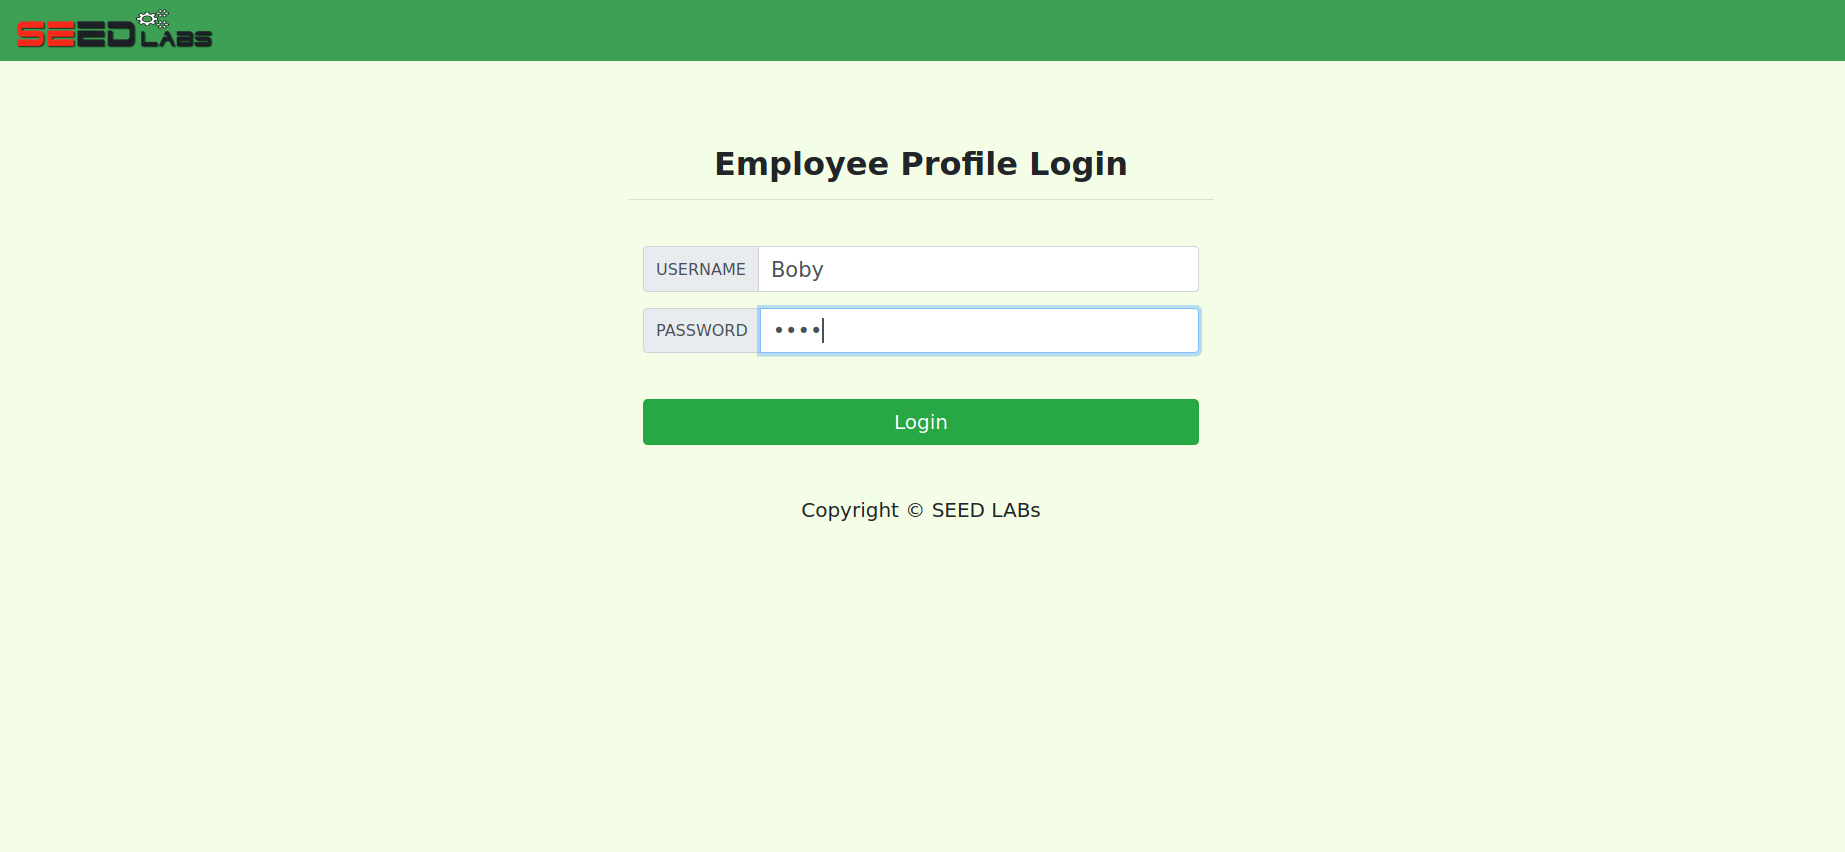 SEED LABS
Employee Profile Login
USERNAME Boby
PASSWORD ••••
Login
Copyright © SEED LABs